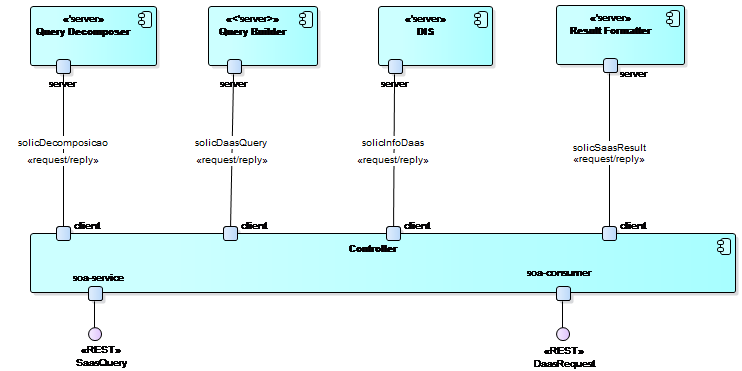 «'server»
Query Decomposer
«<'server>»
Query Builder
«'server»
DIS
«'server»
Result Formatter
server
server
server
server
solicDecomposicao
«request/reply»
solicDaasQuery
«request/reply»
solicInfoDaas
«request/reply»
solicSaasResult
«request/reply»
client
client
client
client
Controller
soa-service
soa-consumer
«REST»
SaasQuery
«REST»
DaasRequest